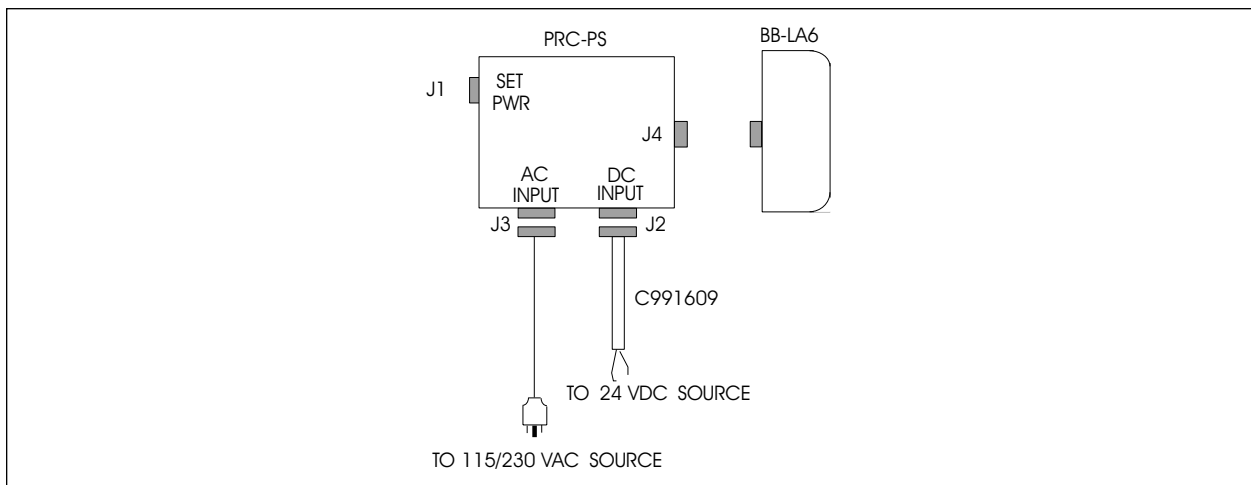 PRC-PS
BB-LA6
J1
SET
PWR
J4
AC
INPUT
DC
INPUT
J3
J2
C991609
TO 24 VDC SOURCE
TO 115/230 VAC SOURCE